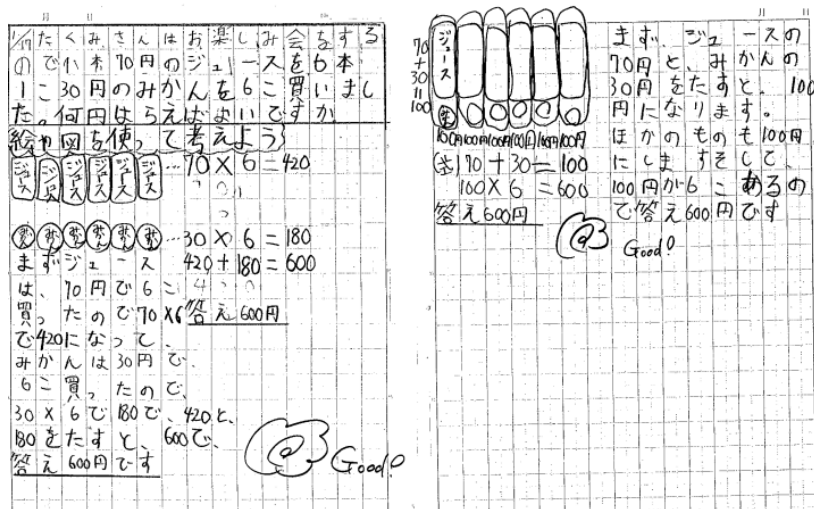 1/17 たくみさんはお楽しみ会をする
ので、1本70円のジュースを6本
1こ30円のみかんを6こ買いまし
た。何円はらえばよいですか
絵や図を使って考えよう
ジュース ジュース ジュース ジュース ジュース ジュース …70×6=420
みかん みかん みかん みかん みかん みかん …30×6=180
420+180=600
答え600円
まずジュース
は、70円で6こ
買ったので70×6
で420になって、
みかんは30円で、
6こ買ったので、
30×6で180で、420と、
180をたすと、600で、
答え600円です
Good!
70+30=100
ジュース
みかん
100円 100円 100円 100円 100円 100円
(式) 70+30=100
100×6=600
答え600円
まず、ジュースの
70円と、みかんの
30円をたすと、100
円になります。
ほかのものも100円
にしますそして、
100円が6こあるの
で答え600円です
Good!